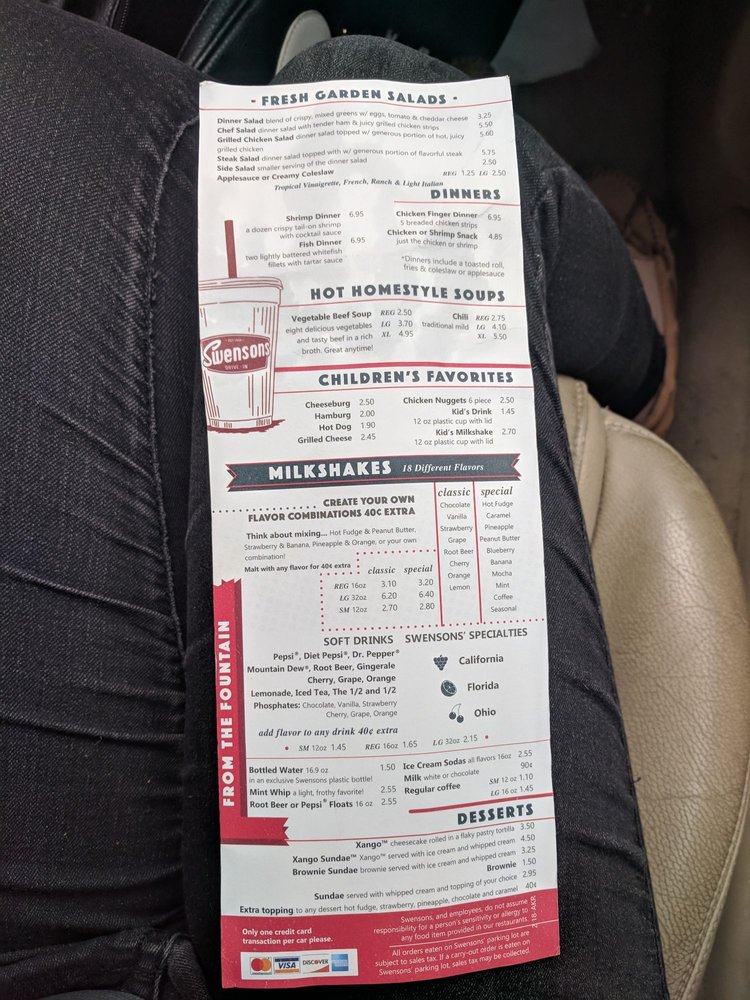 • FRESH GARDEN SALADS •
Dinner Salad blend of crispy, mixed greens w/ eggs, tomato & cheddar cheese 3.25
Chef Salad dinner salad with tender ham & juicy grilled chicken strips 5.50
Grilled Chicken Salad dinner salad topped w/ generous portion of hot, juicy 5.60
grilled chicken
Steak Salad dinner salad topped with w/ generous portion of flavorful steak 5.75
Side Salad smaller serving of the dinner salad 2.50
Applesauce or Creamy Coleslaw REG 1.25 LG 2.50
Tropical Vinaigrette, French, Ranch & Light Italian
DINNERS
Shrimp Dinner 6.95
a dozen crispy tail-on shrimp
with cocktail sauce
Fish Dinner 6.95
two lightly battered whitefish
fillets with tartar sauce
Chicken Finger Dinner 6.95
5 breaded chicken strips
Chicken or Shrimp Snack 4.85
just the chicken or shrimp
*Dinners include a toasted roll,
fries & coleslaw or applesauce
HOT HOMESTYLE SOUPS
Vegetable Beef Soup REG 2.50
eight delicious vegetables LG 3.70
and tasty beef in a rich XL 4.95
broth. Great anytime!
Chili REG 2.75
traditional mild LG 4.10
XL 5.50
Swensons
DRIVE-IN
CHILDREN'S FAVORITES
Cheeseburg 2.50
Hamburg 2.00
Hot Dog 1.90
Grilled Cheese 2.45
Chicken Nuggets 6 piece 2.50
Kid's Drink 1.45
12 oz plastic cup with lid
Kid's Milkshake 2.70
12 oz plastic cup with lid
MILKSHAKES 18 Different Flavors
CREATE YOUR OWN
FLAVOR COMBINATIONS 40¢ EXTRA
Think about mixing... Hot Fudge & Peanut Butter,
Strawberry & Banana, Pineapple & Orange, or your own
combination!
Malt with any flavor for 40¢ extra
classic special
REG 16oz 3.10 3.20
LG 32oz 6.20 6.40
SM 12oz 2.70 2.80
classic
Chocolate
Vanilla
Strawberry
Grape
Root Beer
Cherry
Orange
Lemon
special
Hot Fudge
Caramel
Pineapple
Peanut Butter
Blueberry
Banana
Mocha
Mint
Coffee
Seasonal
FROM THE FOUNTAIN
SOFT DRINKS
Pepsi®, Diet Pepsi®, Dr. Pepper®
Mountain Dew®, Root Beer, Gingerale
Cherry, Grape, Orange
Lemonade, Iced Tea, The 1/2 and 1/2
Phosphates: Chocolate, Vanilla, Strawberry
Cherry, Grape, Orange
SWENSONS' SPECIALTIES
California
Florida
Ohio
add flavor to any drink 40¢ extra
• SM 12oz 1.45 REG 16oz 1.65 LG 32oz 2.15 •
Bottled Water 16.9 oz 1.50
in an exclusive Swensons plastic bottle!
Mint Whip a light, frothy favorite! 2.55
Root Beer or Pepsi® Floats 16 oz 2.55
Ice Cream Sodas all flavors 16oz 2.55
Milk white or chocolate 90¢
Regular coffee SM 12 oz 1.10
LG 16 oz 1.45
DESSERTS
Xango™ cheesecake rolled in a flaky pastry tortilla 3.50
Xango Sundae™ Xango™ served with ice cream and whipped cream 4.50
Brownie Sundae brownie served with ice cream and whipped cream 3.25
Brownie 1.50
Sundae served with whipped cream and topping of your choice 2.95
Extra topping to any dessert hot fudge, strawberry, pineapple, chocolate and caramel 40¢
Only one credit card
transaction per car please.
MasterCard
VISA
DISCOVER
Swensons, and employees, do not assume
responsibility for a person's sensitivity or allergy to
any food item provided in our restaurants.
All orders eaten on Swensons' parking lot are
subject to sales tax. If a carry-out order is eaten on
Swensons' parking lot, sales tax may be collected.